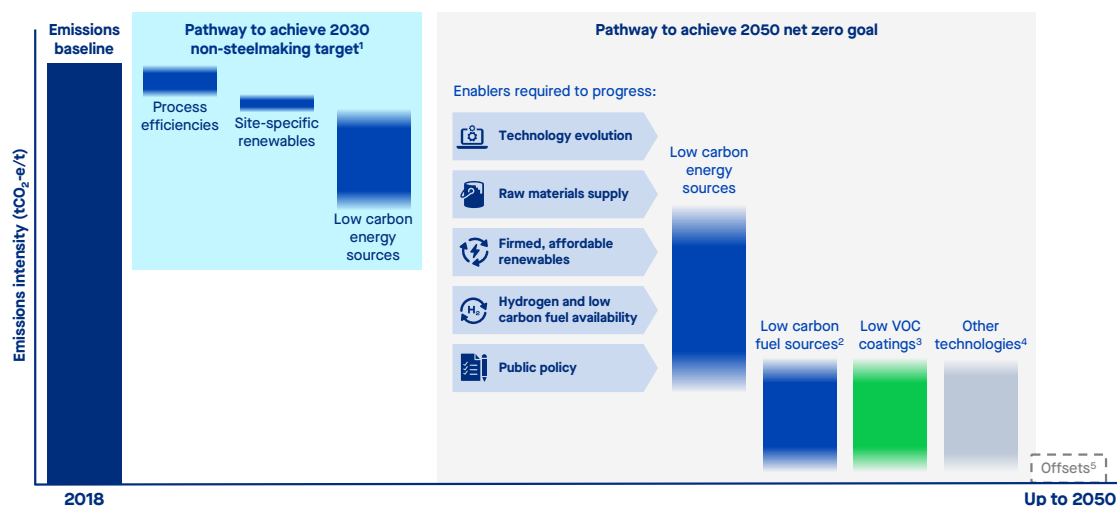 Emissions
baseline
Pathway to achieve 2030
non-steelmaking target¹
Pathway to achieve 2050 net zero goal
Emissions intensity (tCO₂-e/t)
Process
efficiencies
Site-specific
renewables
Low carbon
energy
sources
Enablers required to progress:
Technology evolution
Raw materials supply
Firmed, affordable
renewables
H₂
Hydrogen and low
carbon fuel availability
Public policy
Low carbon
energy
sources
Low carbon
fuel sources²
Low VOC
coatings³
Other
technologies⁴
Offsets⁵
2018
Up to 2050